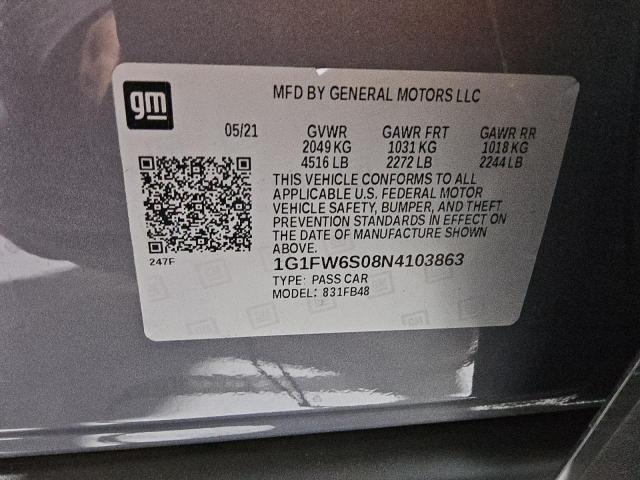 gm
MFD BY GENERAL MOTORS LLC
05/21 GVWR GAWR FRT GAWR RR
2049 KG 1031 KG 1018 KG
4516 LB 2272 LB 2244 LB
THIS VEHICLE CONFORMS TO ALL
APPLICABLE U.S. FEDERAL MOTOR
VEHICLE SAFETY, BUMPER, AND THEFT
PREVENTION STANDARDS IN EFFECT ON
THE DATE OF MANUFACTURE SHOWN
ABOVE.
247F
1G1FW6S08N4103863
TYPE: PASS CAR
MODEL: 831FB48